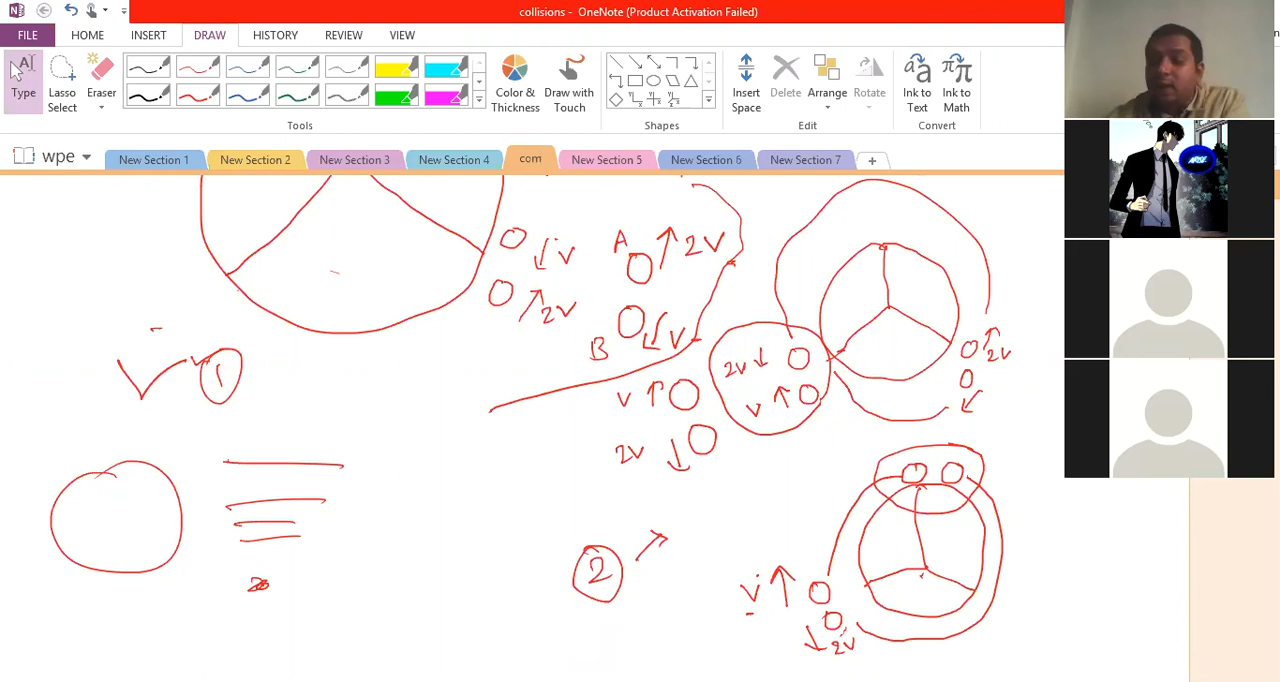 collisions - OneNote (Product Activation Failed)
FILE HOME INSERT DRAW HISTORY REVIEW VIEW
Type
Lasso Select
Eraser
Color & Thickness
Draw with Touch
Insert Space
Delete
Arrange
Rotate
Ink to Text
Ink to Math
Tools
Shapes
Edit
Convert
wpe
New Section 1
New Section 2
New Section 3
New Section 4
com
New Section 5
New Section 6
New Section 7
V
2V
A
2V
B
V
V
2V
2V
V
2V
1
2
V
2V